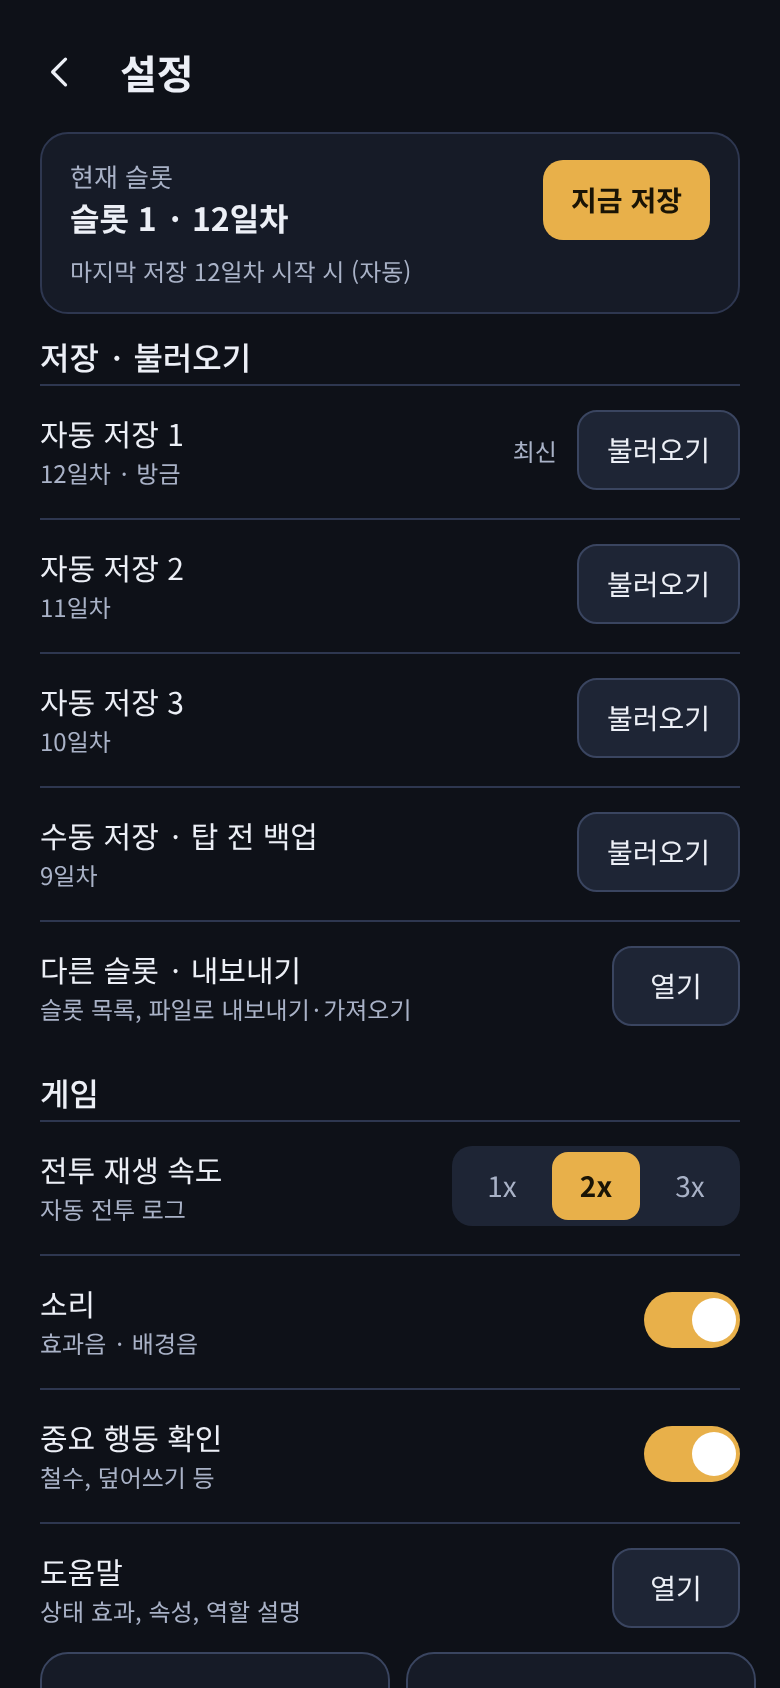 설정
현재 슬롯
슬롯 1 · 12일차
지금 저장
마지막 저장 12일차 시작 시 (자동)
저장 · 불러오기
자동 저장 1
12일차 · 방금
최신
불러오기
자동 저장 2
11일차
불러오기
자동 저장 3
10일차
불러오기
수동 저장 · 탑 전 백업
9일차
불러오기
다른 슬롯 · 내보내기
슬롯 목록, 파일로 내보내기·가져오기
열기
게임
전투 재생 속도
자동 전투 로그
1x 2x 3x
소리
효과음 · 배경음
중요 행동 확인
철수, 덮어쓰기 등
도움말
상태 효과, 속성, 역할 설명
열기